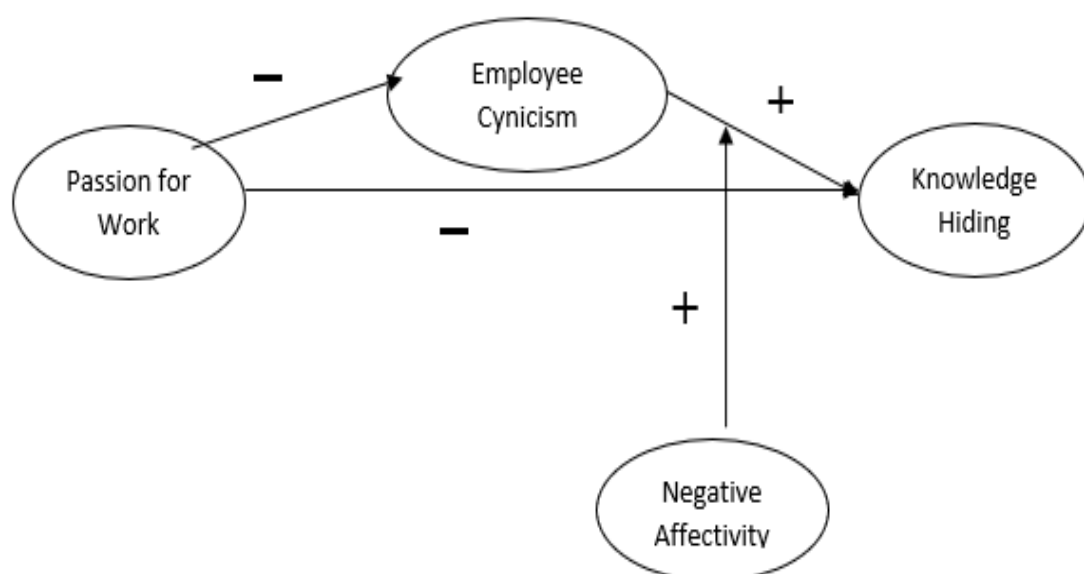 Employee
Cynicism
Passion for
Work
Knowledge
Hiding
Negative
Affectivity
−
+
−
+